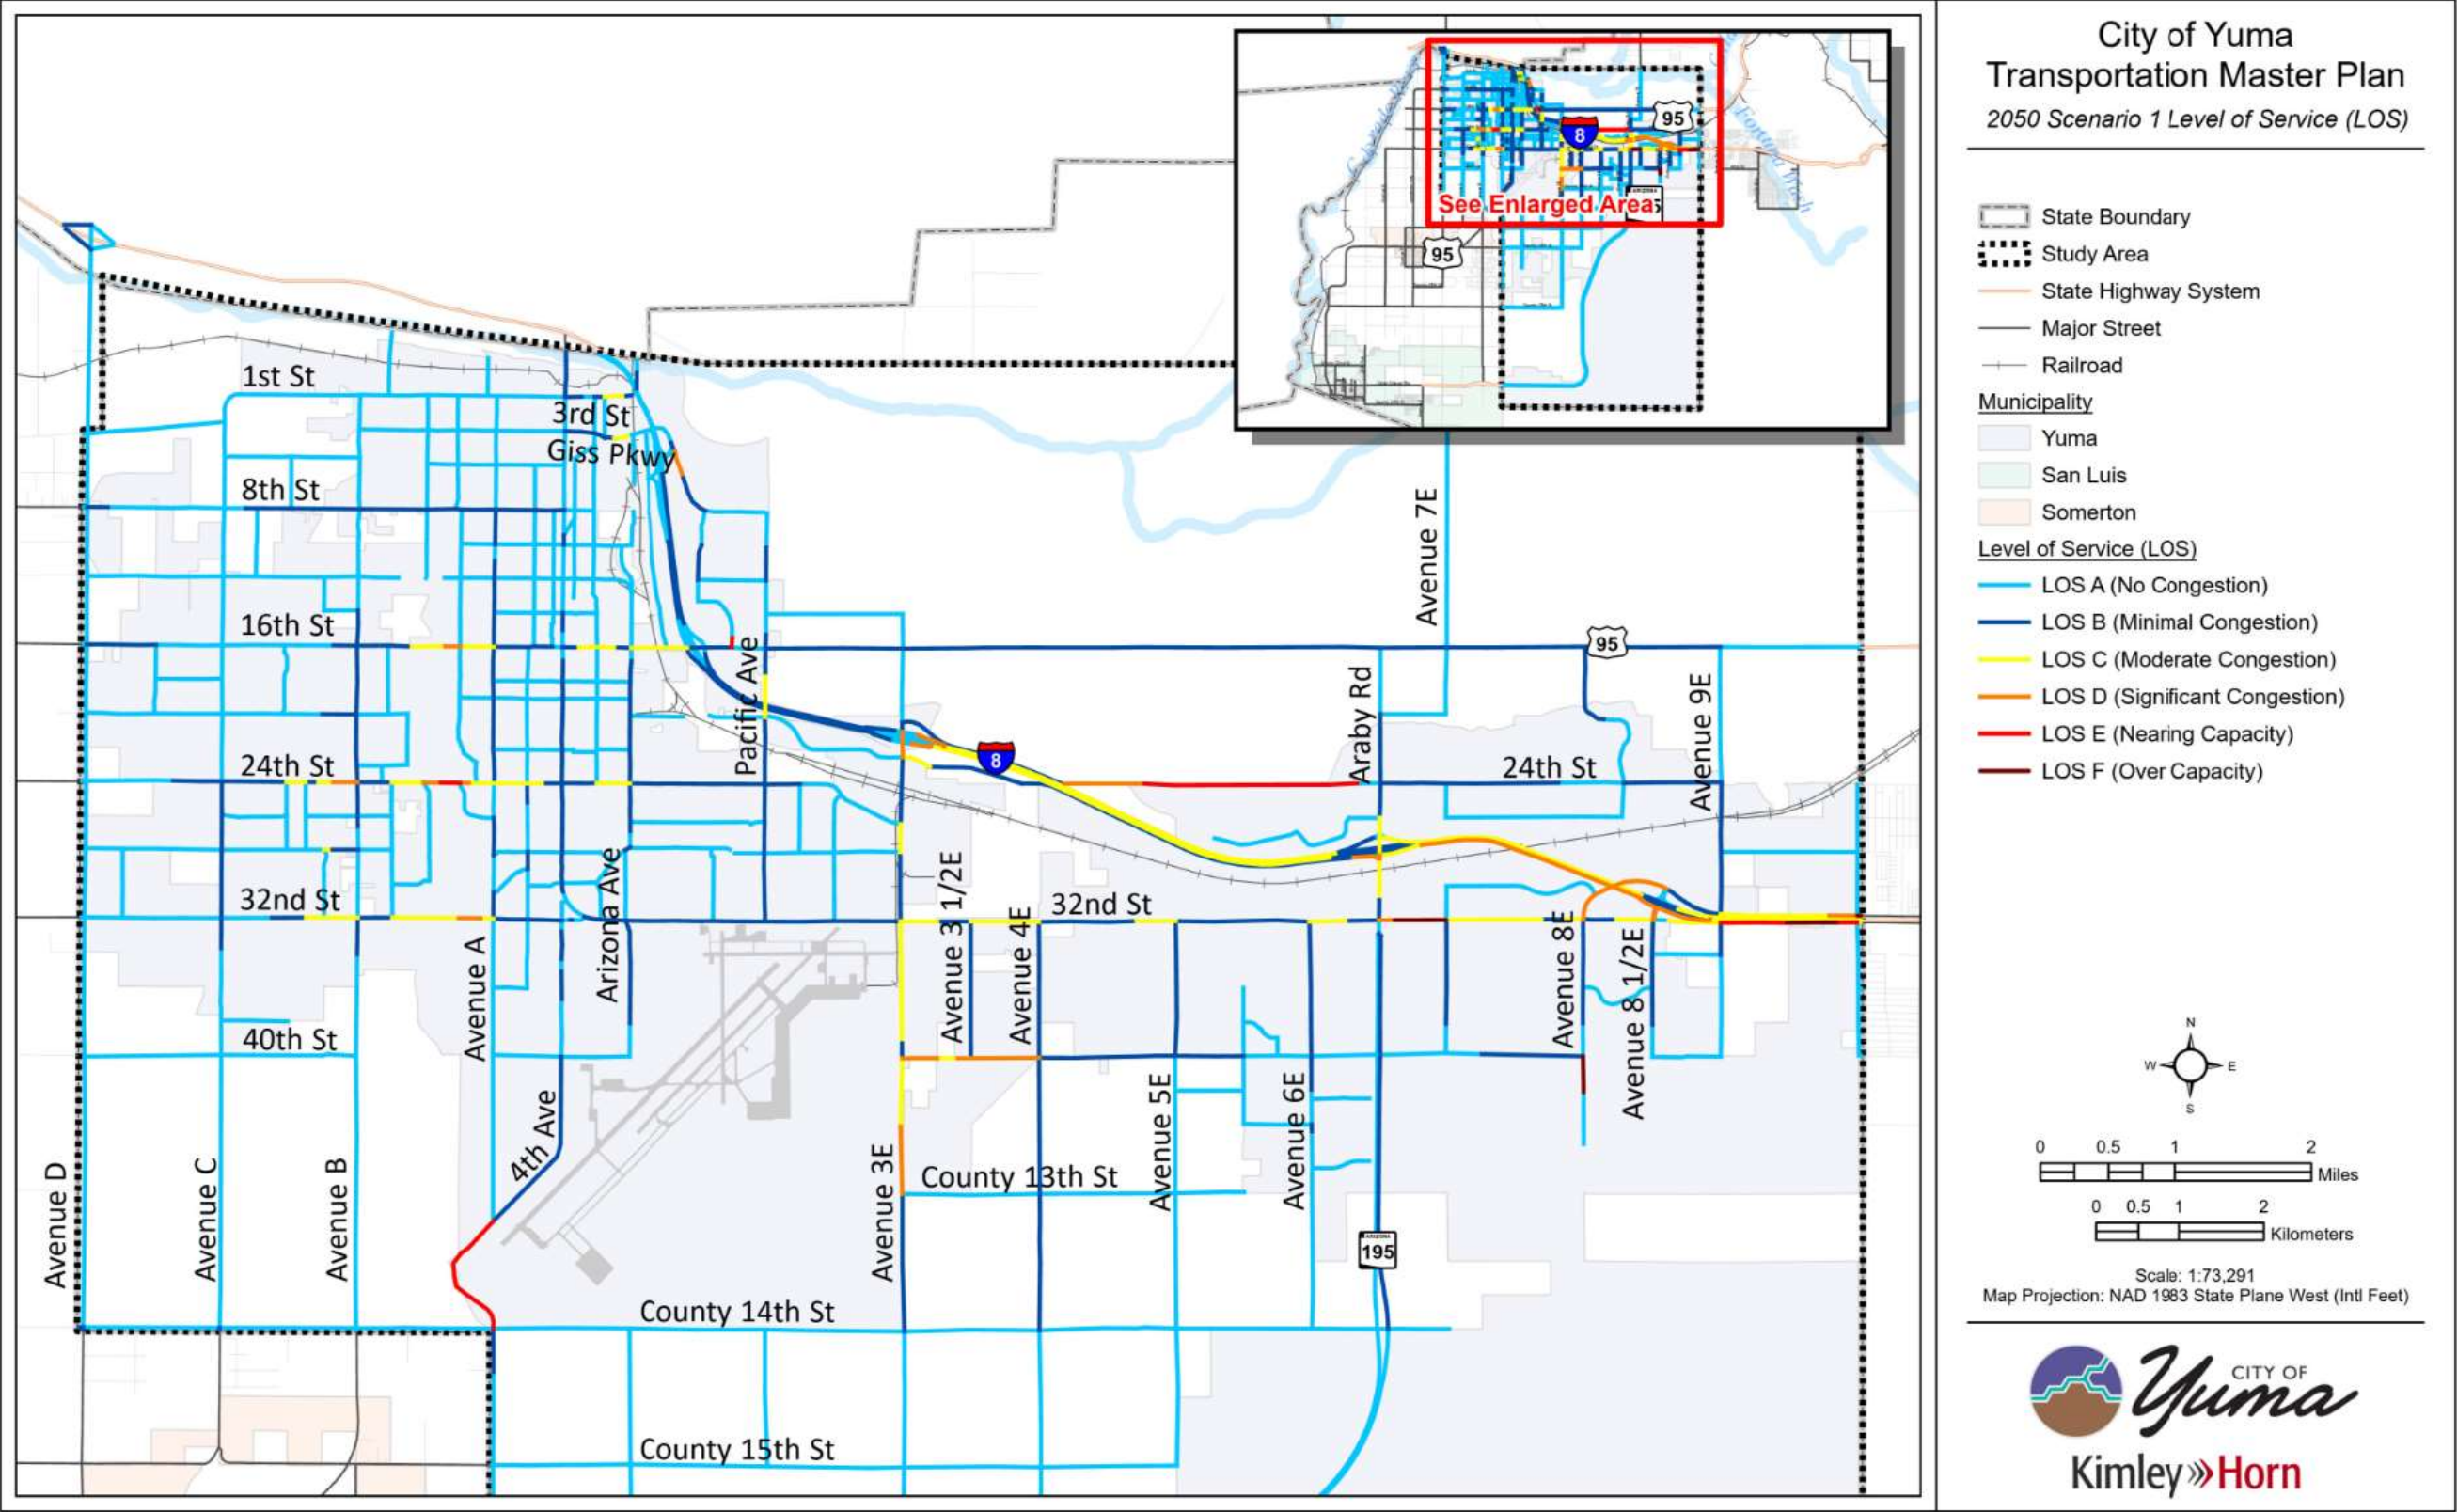 City of Yuma
Transportation Master Plan
2050 Scenario 1 Level of Service (LOS)
State Boundary
Study Area
State Highway System
Major Street
Railroad
Municipality
Yuma
San Luis
Somerton
Level of Service (LOS)
LOS A (No Congestion)
LOS B (Minimal Congestion)
LOS C (Moderate Congestion)
LOS D (Significant Congestion)
LOS E (Nearing Capacity)
LOS F (Over Capacity)
N
W
E
S
0 0.5 1 2
Miles
0 0.5 1 2
Kilometers
Scale: 1:73,291
Map Projection: NAD 1983 State Plane West (Intl Feet)
CITY OF
Yuma
Kimley»Horn
95
8
See Enlarged Area
95
1st St
3rd St
Giss Pkwy
8th St
16th St
24th St
32nd St
40th St
Avenue D
Avenue C
Avenue B
Avenue A
4th Ave
Arizona Ave
Pacific Ave
8
Avenue 3E
Avenue 3 1/2E
Avenue 4E
32nd St
Avenue 5E
Avenue 6E
Araby Rd
Avenue 7E
95
24th St
Avenue 9E
Avenue 8E
Avenue 8 1/2E
County 13th St
ARIZONA
195
County 14th St
County 15th St